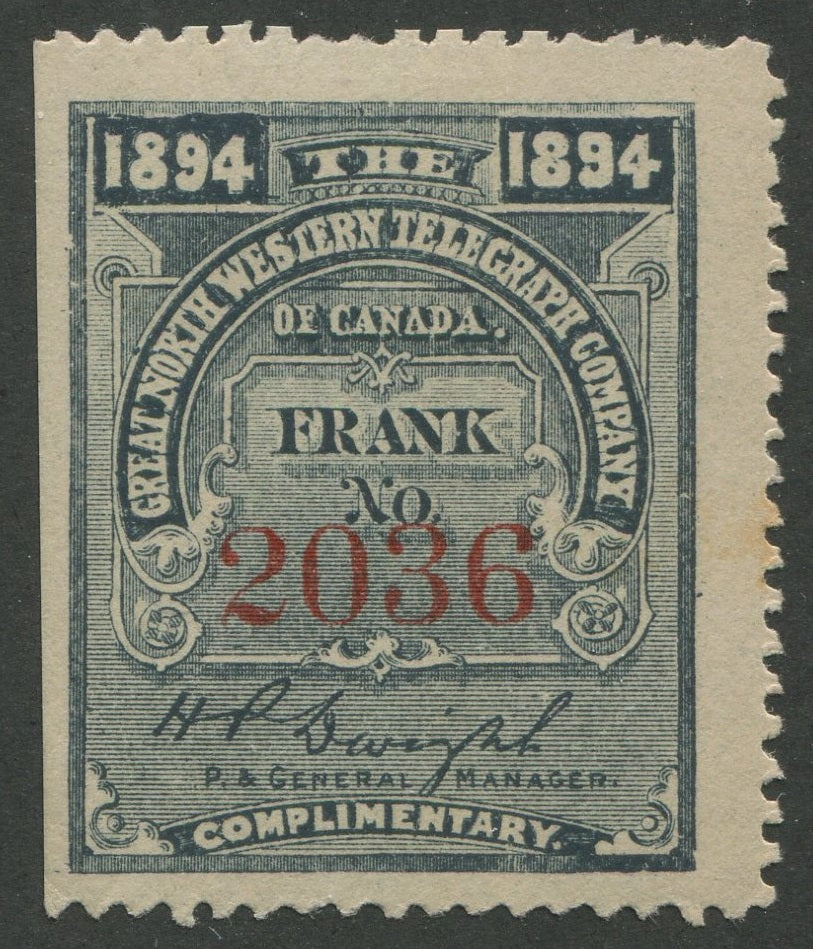 1894 THE 1894
GREAT NORTH WESTERN TELEGRAPH COMPANY
OF CANADA.
FRANK
No.
2036
H P Dwight
P. & GENERAL MANAGER.
COMPLIMENTARY.